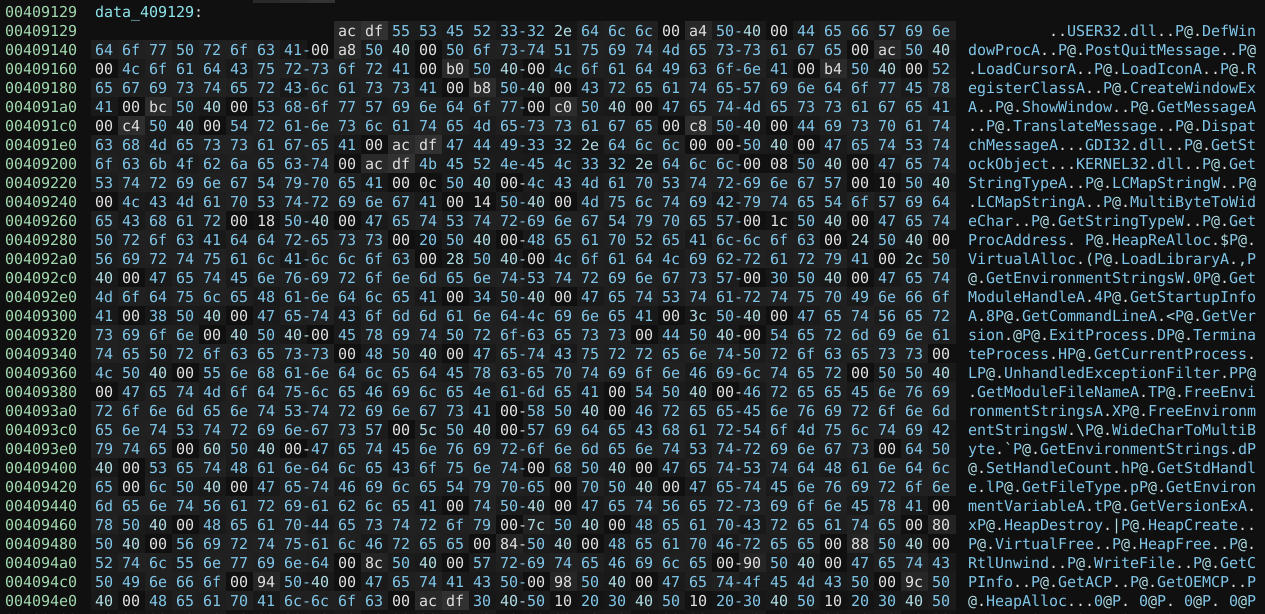 00409129 data_409129:
00409129 ac df 55 53 45 52 33-32 2e 64 6c 6c 00 a4 50-40 00 44 65 66 57 69 6e ..USER32.dll..P@.DefWin
00409140 64 6f 77 50 72 6f 63 41-00 a8 50 40 00 50 6f 73-74 51 75 69 74 4d 65 73-73 61 67 65 00 ac 50 40 dowProcA..P@.PostQuitMessage..P@
00409160 00 4c 6f 61 64 43 75 72-73 6f 72 41 00 b0 50 40-00 4c 6f 61 64 49 63 6f-6e 41 00 b4 50 40 00 52 .LoadCursorA..P@.LoadIconA..P@.R
00409180 65 67 69 73 74 65 72 43-6c 61 73 73 41 00 b8 50-40 00 43 72 65 61 74 65-57 69 6e 64 6f 77 45 78 egisterClassA..P@.CreateWindowEx
004091a0 41 00 bc 50 40 00 53 68-6f 77 57 69 6e 64 6f 77-00 c0 50 40 00 47 65 74-4d 65 73 73 61 67 65 41 A..P@.ShowWindow..P@.GetMessageA
004091c0 00 c4 50 40 00 54 72 61-6e 73 6c 61 74 65 4d 65-73 73 61 67 65 00 c8 50-40 00 44 69 73 70 61 74 ..P@.TranslateMessage..P@.Dispat
004091e0 63 68 4d 65 73 73 61 67-65 41 00 ac df 47 44 49-33 32 2e 64 6c 6c 00 00-50 40 00 47 65 74 53 74 chMessageA...GDI32.dll..P@.GetSt
00409200 6f 63 6b 4f 62 6a 65 63-74 00 ac df 4b 45 52 4e-45 4c 33 32 2e 64 6c 6c-00 08 50 40 00 47 65 74 ockObject...KERNEL32.dll..P@.Get
00409220 53 74 72 69 6e 67 54 79-70 65 41 00 0c 50 40 00-4c 43 4d 61 70 53 74 72-69 6e 67 57 00 10 50 40 StringTypeA..P@.LCMapStringW..P@
00409240 00 4c 43 4d 61 70 53 74-72 69 6e 67 41 00 14 50-40 00 4d 75 6c 74 69 42-79 74 65 54 6f 57 69 64 .LCMapStringA..P@.MultiByteToWid
00409260 65 43 68 61 72 00 18 50-40 00 47 65 74 53 74 72-69 6e 67 54 79 70 65 57-00 1c 50 40 00 47 65 74 eChar..P@.GetStringTypeW..P@.Get
00409280 50 72 6f 63 41 64 64 72-65 73 73 00 20 50 40 00-48 65 61 70 52 65 41 6c-6c 6f 63 00 24 50 40 00 ProcAddress. P@.HeapReAlloc.$P@.
004092a0 56 69 72 74 75 61 6c 41-6c 6c 6f 63 00 28 50 40-00 4c 6f 61 64 4c 69 62-72 61 72 79 41 00 2c 50 VirtualAlloc.(P@.LoadLibraryA.,P
004092c0 40 00 47 65 74 45 6e 76-69 72 6f 6e 6d 65 6e 74-53 74 72 69 6e 67 73 57-00 30 50 40 00 47 65 74 @.GetEnvironmentStringsW.0P@.Get
004092e0 4d 6f 64 75 6c 65 48 61-6e 64 6c 65 41 00 34 50-40 00 47 65 74 53 74 61-72 74 75 70 49 6e 66 6f ModuleHandleA.4P@.GetStartupInfo
00409300 41 00 38 50 40 00 47 65-74 43 6f 6d 6d 61 6e 64-4c 69 6e 65 41 00 3c 50-40 00 47 65 74 56 65 72 A.8P@.GetCommandLineA.<P@.GetVer
00409320 73 69 6f 6e 00 40 50 40-00 45 78 69 74 50 72 6f-63 65 73 73 00 44 50 40-00 54 65 72 6d 69 6e 61 sion.@P@.ExitProcess.DP@.Termina
00409340 74 65 50 72 6f 63 65 73-73 00 48 50 40 00 47 65-74 43 75 72 72 65 6e 74-50 72 6f 63 65 73 73 00 teProcess.HP@.GetCurrentProcess.
00409360 4c 50 40 00 55 6e 68 61-6e 64 6c 65 64 45 78 63-65 70 74 69 6f 6e 46 69-6c 74 65 72 00 50 50 40 LP@.UnhandledExceptionFilter.PP@
00409380 00 47 65 74 4d 6f 64 75-6c 65 46 69 6c 65 4e 61-6d 65 41 00 54 50 40 00-46 72 65 65 45 6e 76 69 .GetModuleFileNameA.TP@.FreeEnvi
004093a0 72 6f 6e 6d 65 6e 74 53-74 72 69 6e 67 73 41 00-58 50 40 00 46 72 65 65-45 6e 76 69 72 6f 6e 6d ronmentStringsA.XP@.FreeEnvironm
004093c0 65 6e 74 53 74 72 69 6e-67 73 57 00 5c 50 40 00-57 69 64 65 43 68 61 72-54 6f 4d 75 6c 74 69 42 entStringsW.\P@.WideCharToMultiB
004093e0 79 74 65 00 60 50 40 00-47 65 74 45 6e 76 69 72-6f 6e 6d 65 6e 74 53 74-72 69 6e 67 73 00 64 50 yte.`P@.GetEnvironmentStrings.dP
00409400 40 00 53 65 74 48 61 6e-64 6c 65 43 6f 75 6e 74-00 68 50 40 00 47 65 74-53 74 64 48 61 6e 64 6c @.SetHandleCount.hP@.GetStdHandl
00409420 65 00 6c 50 40 00 47 65-74 46 69 6c 65 54 79 70-65 00 70 50 40 00 47 65-74 45 6e 76 69 72 6f 6e e.lP@.GetFileType.pP@.GetEnviron
00409440 6d 65 6e 74 56 61 72 69-61 62 6c 65 41 00 74 50-40 00 47 65 74 56 65 72-73 69 6f 6e 45 78 41 00 mentVariableA.tP@.GetVersionExA.
00409460 78 50 40 00 48 65 61 70-44 65 73 74 72 6f 79 00-7c 50 40 00 48 65 61 70-43 72 65 61 74 65 00 80 xP@.HeapDestroy.|P@.HeapCreate..
00409480 50 40 00 56 69 72 74 75-61 6c 46 72 65 65 00 84-50 40 00 48 65 61 70 46-72 65 65 00 88 50 40 00 P@.VirtualFree..P@.HeapFree..P@.
004094a0 52 74 6c 55 6e 77 69 6e-64 00 8c 50 40 00 57 72-69 74 65 46 69 6c 65 00-90 50 40 00 47 65 74 43 RtlUnwind..P@.WriteFile..P@.GetC
004094c0 50 49 6e 66 6f 00 94 50-40 00 47 65 74 41 43 50-00 98 50 40 00 47 65 74-4f 45 4d 43 50 00 9c 50 PInfo..P@.GetACP..P@.GetOEMCP..P
004094e0 40 00 48 65 61 70 41 6c-6c 6f 63 00 ac df 30 40-50 10 20 30 40 50 10 20-30 40 50 10 20 30 40 50 @.HeapAlloc...0@P. 0@P. 0@P. 0@P